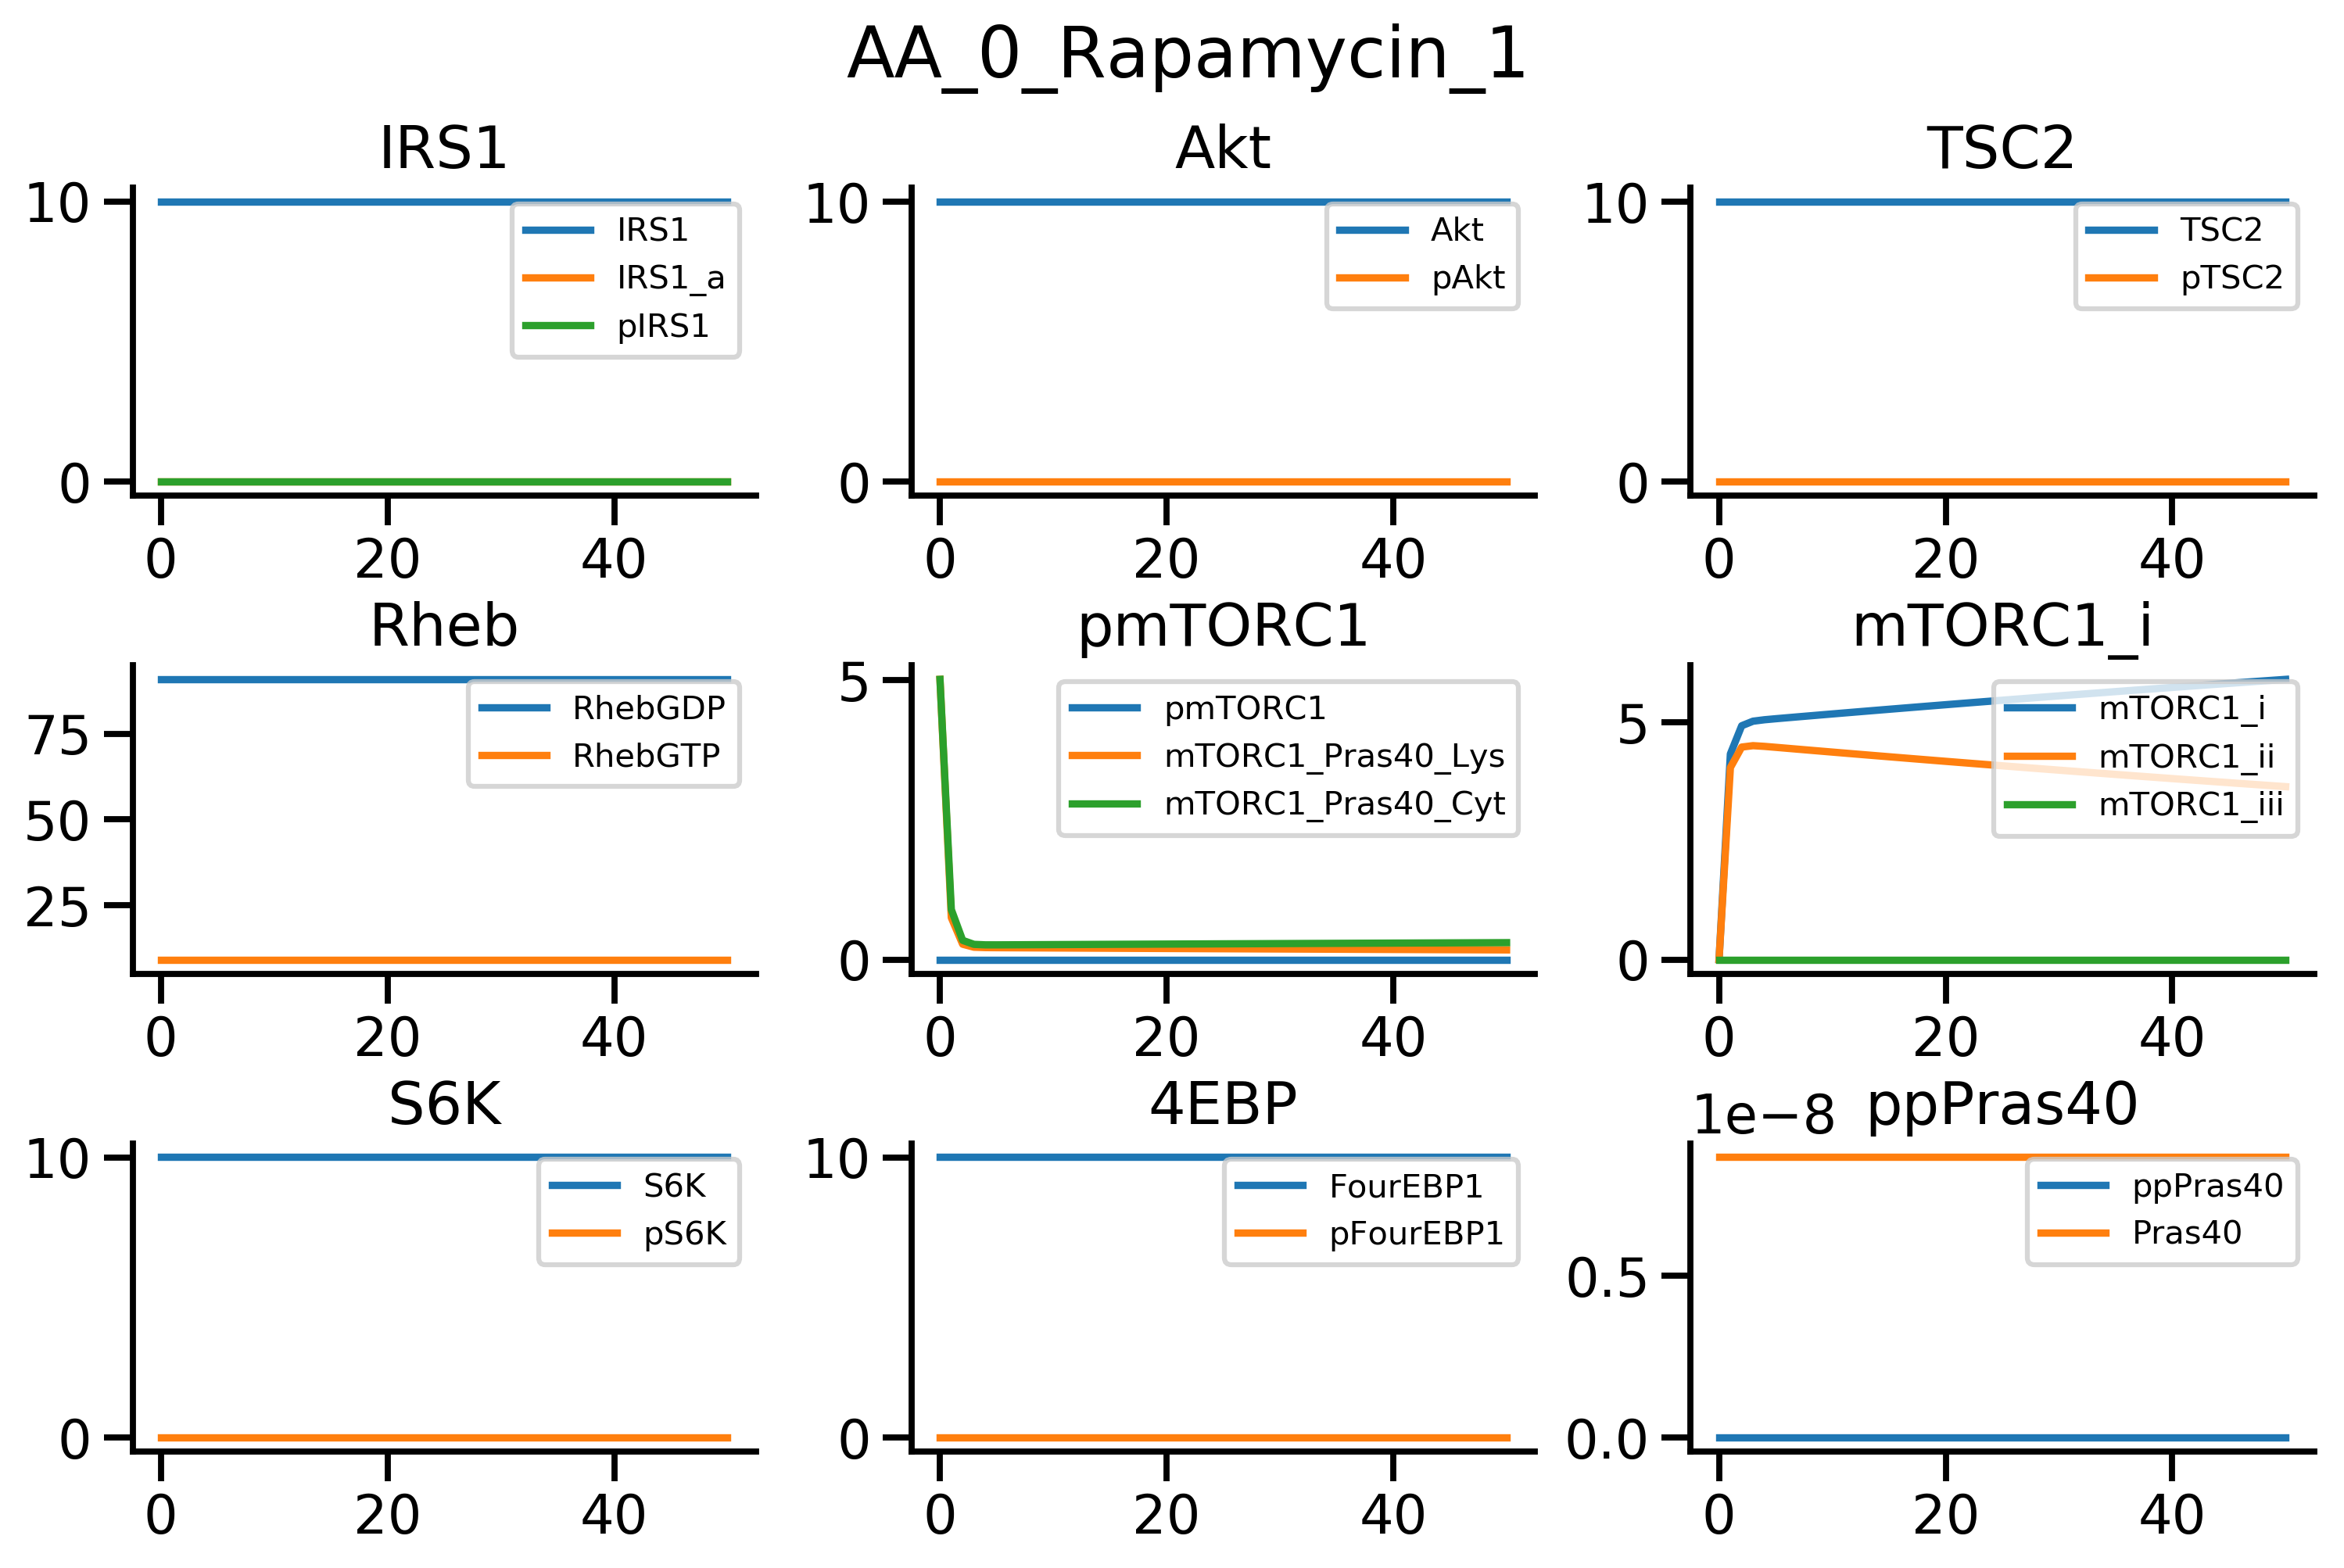 AA_0_Rapamycin_1
IRS1
10
0
0 20 40
IRS1
IRS1_a
pIRS1
Akt
10
0
0 20 40
Akt
pAkt
TSC2
10
0
0 20 40
TSC2
pTSC2
Rheb
75
50
25
0 20 40
RhebGDP
RhebGTP
pmTORC1
5
0
0 20 40
pmTORC1
mTORC1_Pras40_Lys
mTORC1_Pras40_Cyt
mTORC1_i
5
0
0 20 40
mTORC1_i
mTORC1_ii
mTORC1_iii
S6K
10
0
0 20 40
S6K
pS6K
4EBP
10
0
0 20 40
FourEBP1
pFourEBP1
1e−8 ppPras40
0.5
0.0
0 20 40
ppPras40
Pras40